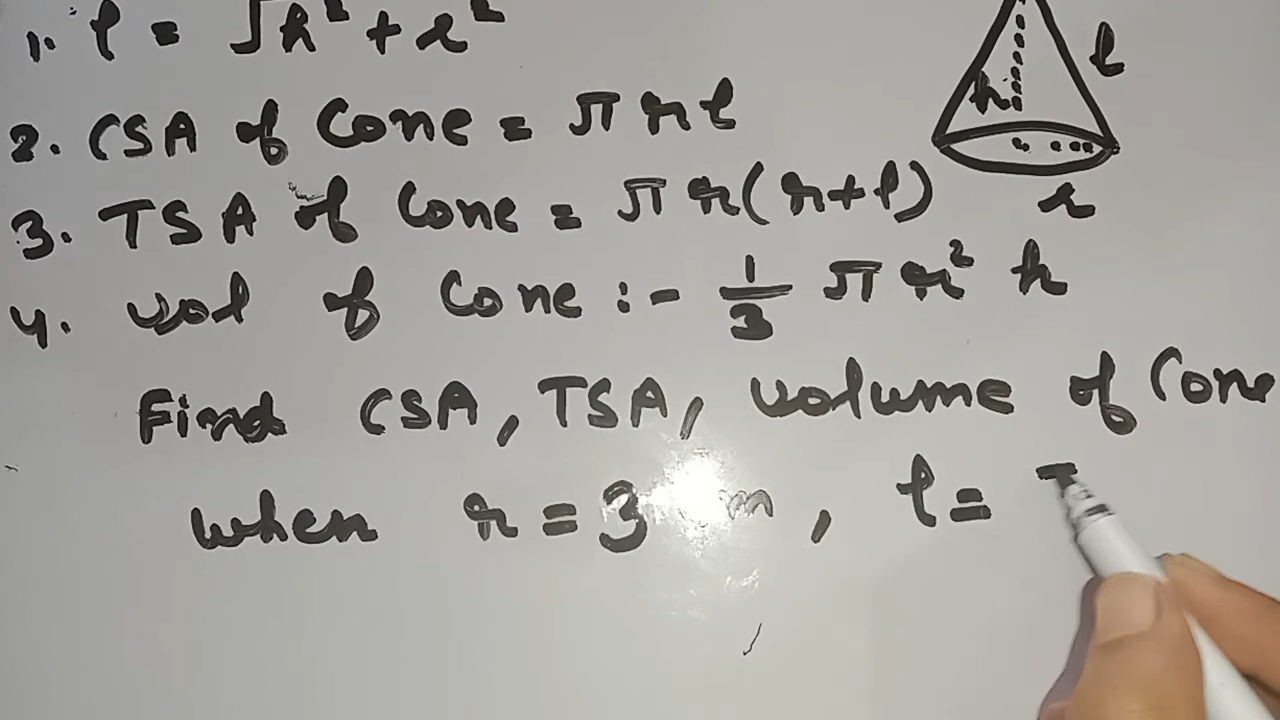 1. l = √h² + r²
2. CSA of Cone = πrl
3. TSA of Cone = πr(r+l)
4. vol of Cone :- 1/3 πr² h
h
l
r
Find CSA, TSA, volume of Cone
when r = 3 m, l =